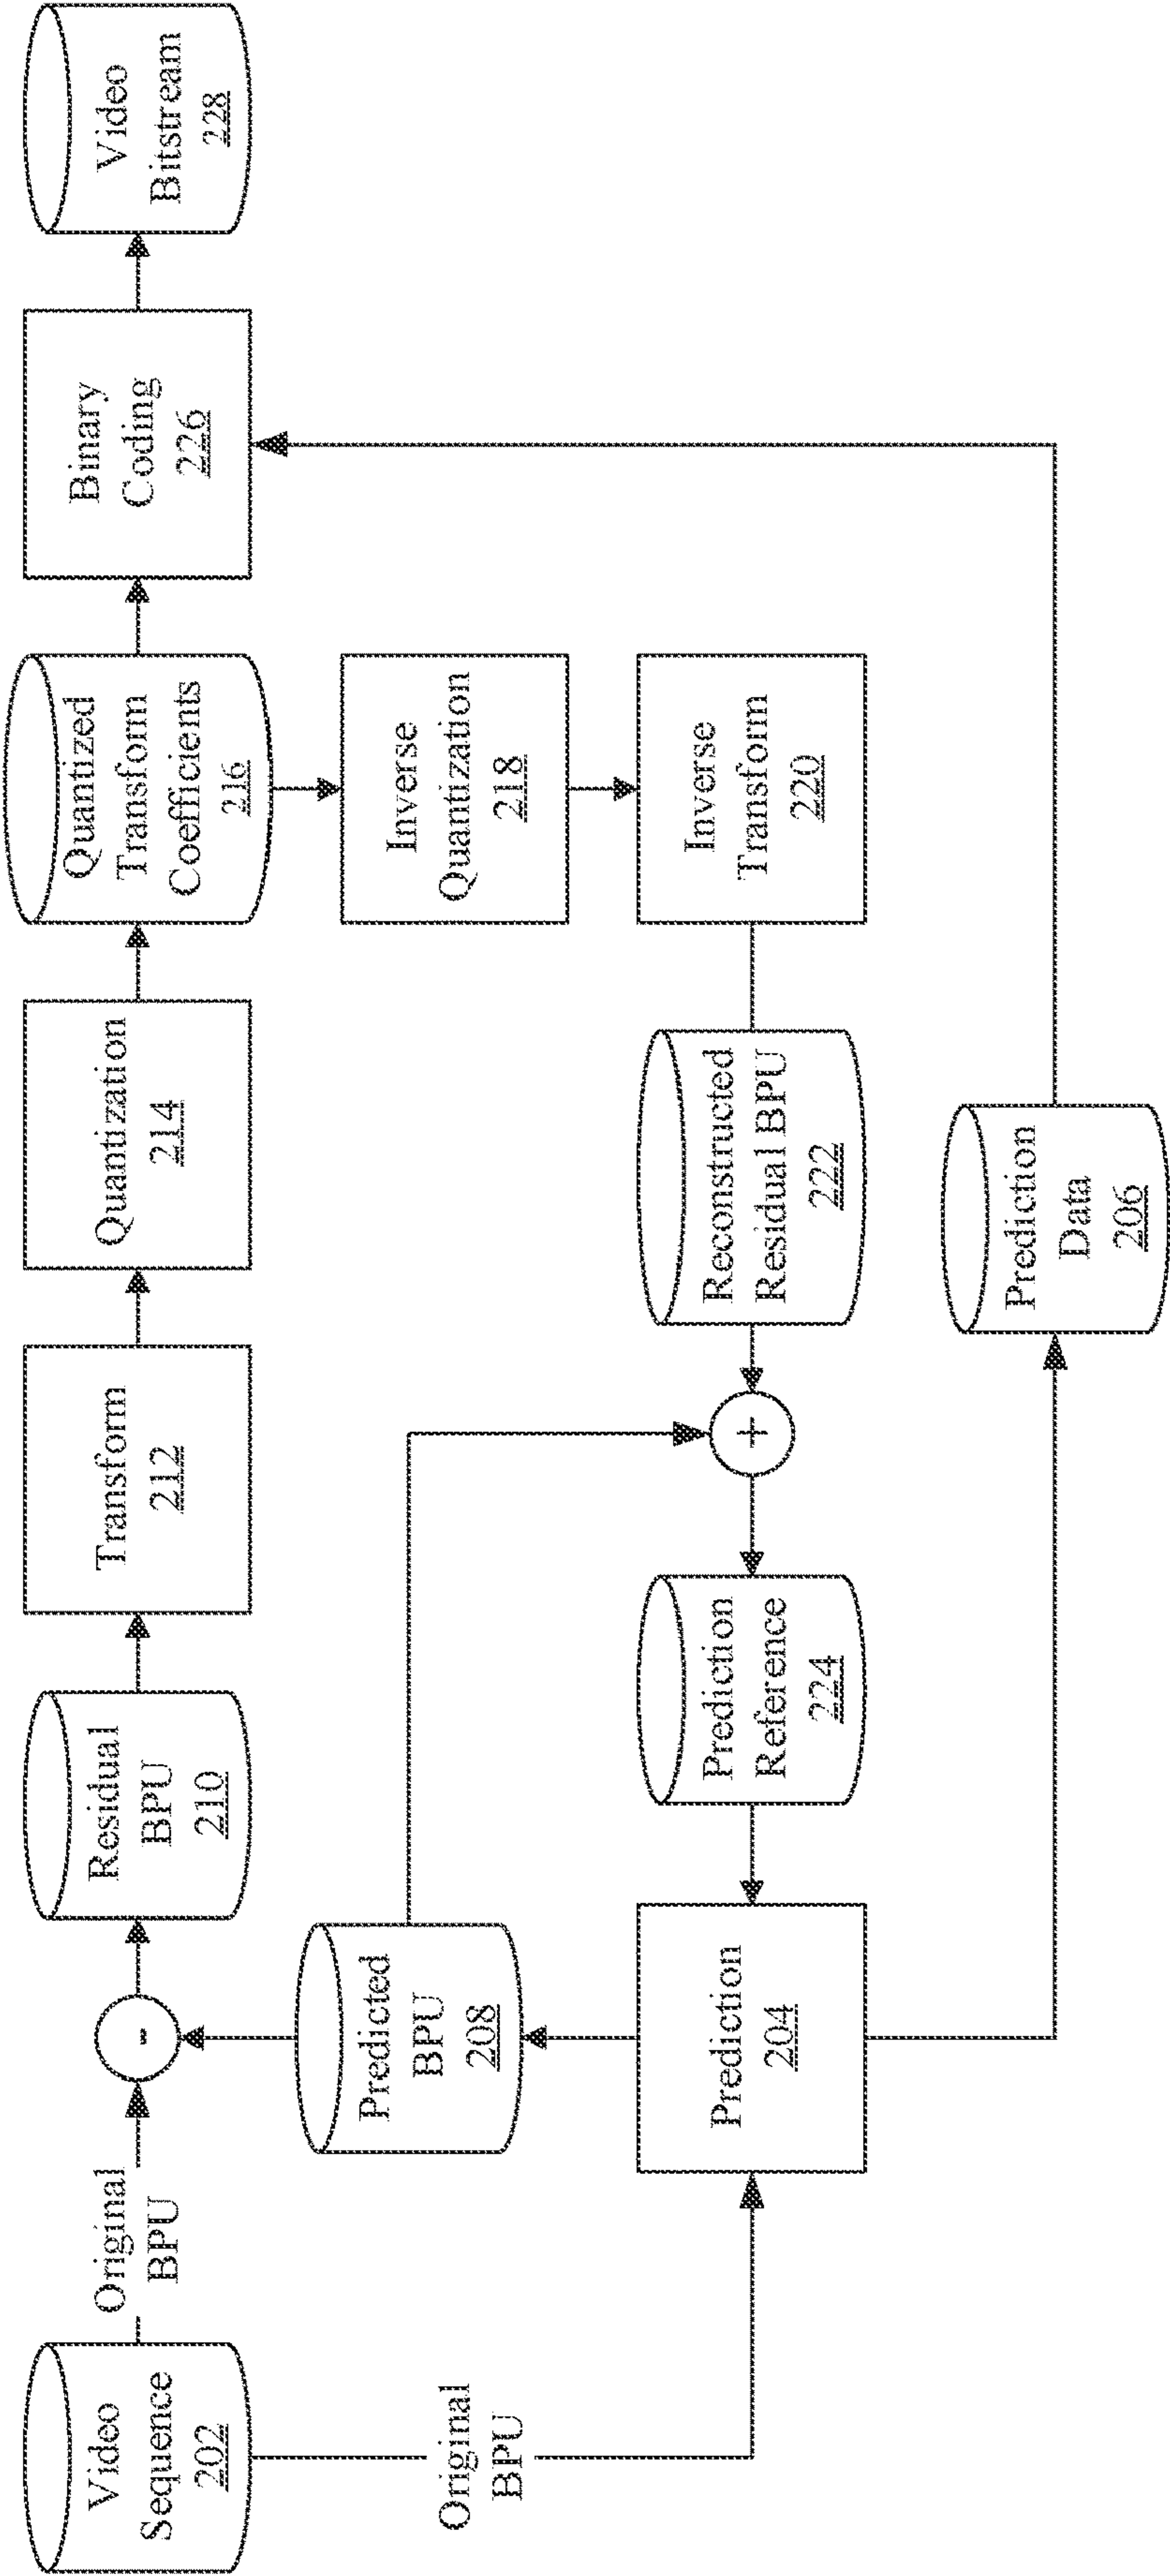 Video
Sequence
202
Original
BPU
-
Residual
BPU
210
Transform
212
Quantization
214
Quantized
Transform
Coefficients
216
Binary
Coding
226
Video
Bitstream
228
Original
BPU
Predicted
BPU
208
Inverse
Quantization
218
Prediction
204
Prediction
Reference
224
+
Reconstructed
Residual BPU
222
Inverse
Transform
220
Prediction
Data
206